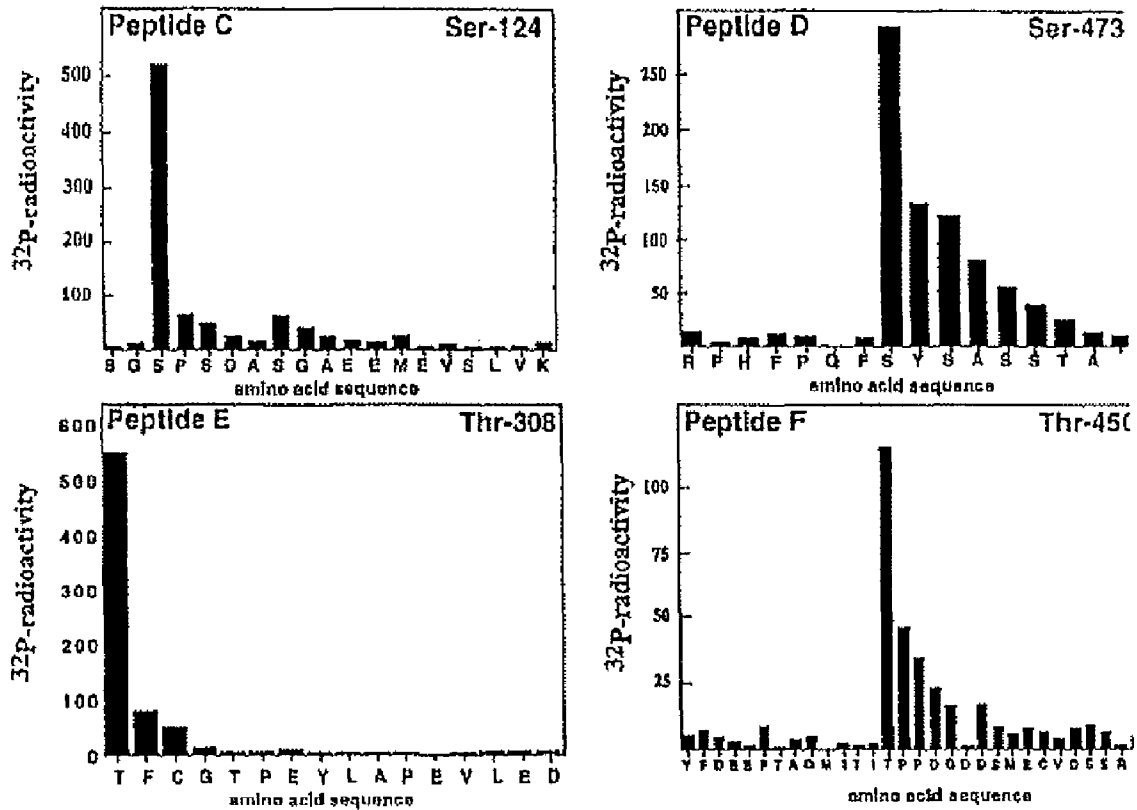 Peptide C Ser-124
32P-radioactivity
500
400
300
200
100
S G S P S D A S G A E E M E V S L V K
amino acid sequence
Peptide D Ser-473
32P-radioactivity
250
200
150
100
50
R P H F P Q F S Y S A S S T A
amino acid sequence
Peptide E Thr-308
32P-radioactivity
600
500
400
300
200
100
0
T F C G T P E Y L A P E V L E D
amino acid sequence
Peptide F Thr-450
32P-radioactivity
100
75
50
25
Y F D E E F T A Q M I T I T P P D G D D S M E C V D S
amino acid sequence